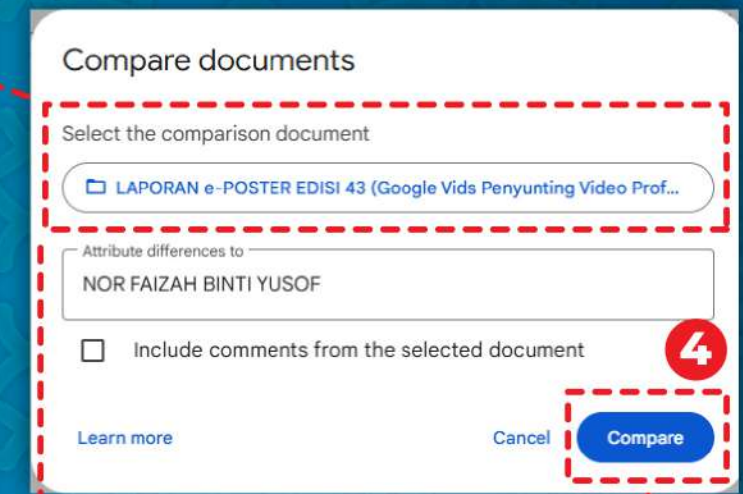 Compare documents
Select the comparison document
LAPORAN e-POSTER EDISI 43 (Google Vids Penyunting Video Prof...
Attribute differences to
NOR FAIZAH BINTI YUSOF
Include comments from the selected document
4
Learn more
Cancel
Compare